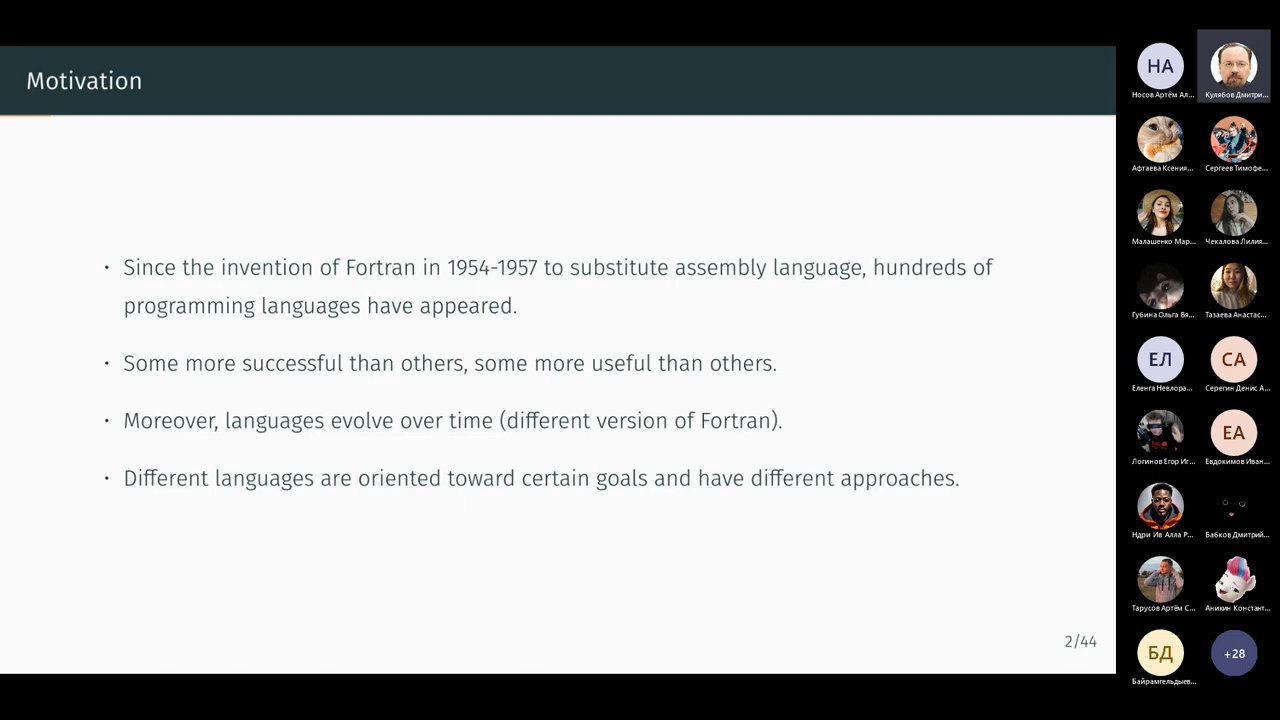 Motivation
· Since the invention of Fortran in 1954-1957 to substitute assembly language, hundreds of
programming languages have appeared.
· Some more successful than others, some more useful than others.
· Moreover, languages evolve over time (different version of Fortran).
· Different languages are oriented toward certain goals and have different approaches.
2/44
НА
Носов Артём Ал...
Кулябов Дмитри...
Афтаева Ксения...
Сергеев Тимофе...
Малашенко Мар...
Чекалова Лилия...
Губина Ольга Вя...
Тазаева Анастас...
ЕЛ
СА
Еленга Невлора...
Серегин Денис А...
ЕА
Логинов Егор Иг...
Евдокимов Иван...
Ндри Ив Алла Р...
Бабков Дмитрий...
Тарусов Артём С...
Аникин Констант...
БД
+28
Байрамгельдыев...